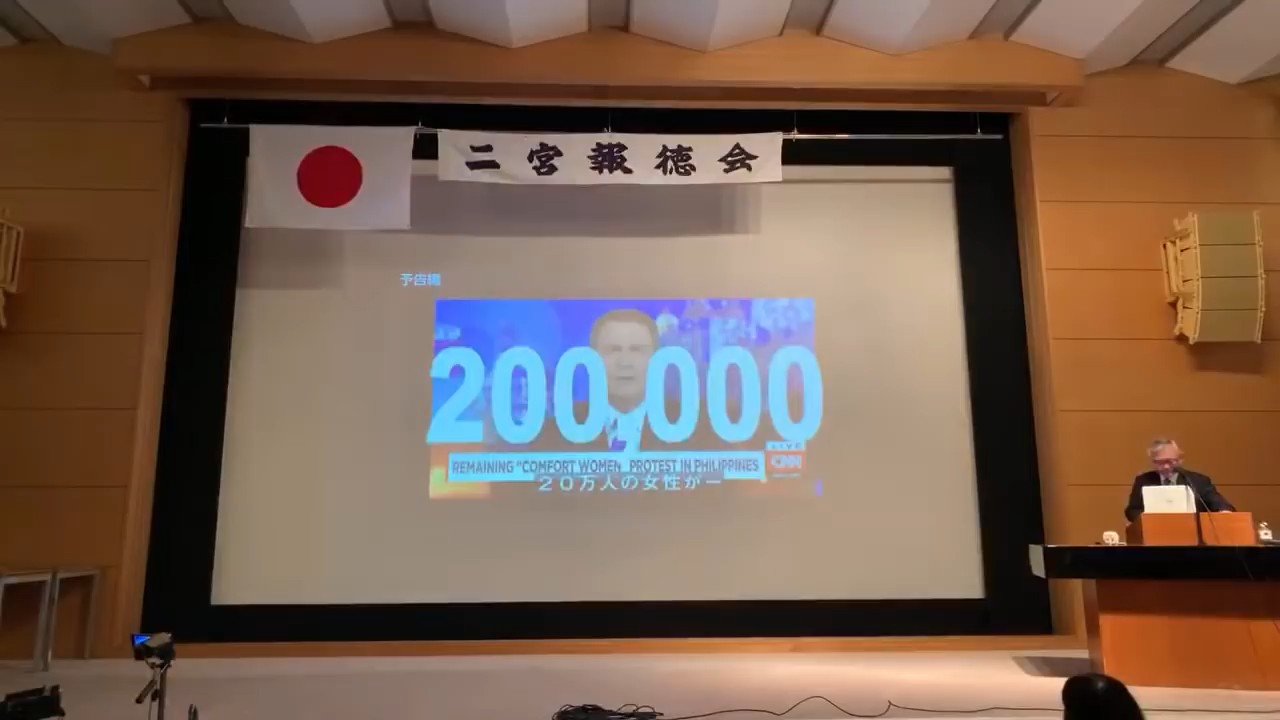 二宮報徳会
予告編
200,000
LIVE
CNN
REMAINING "COMFORT WOMEN" PROTEST IN PHILIPPINES
20万人の女性がー